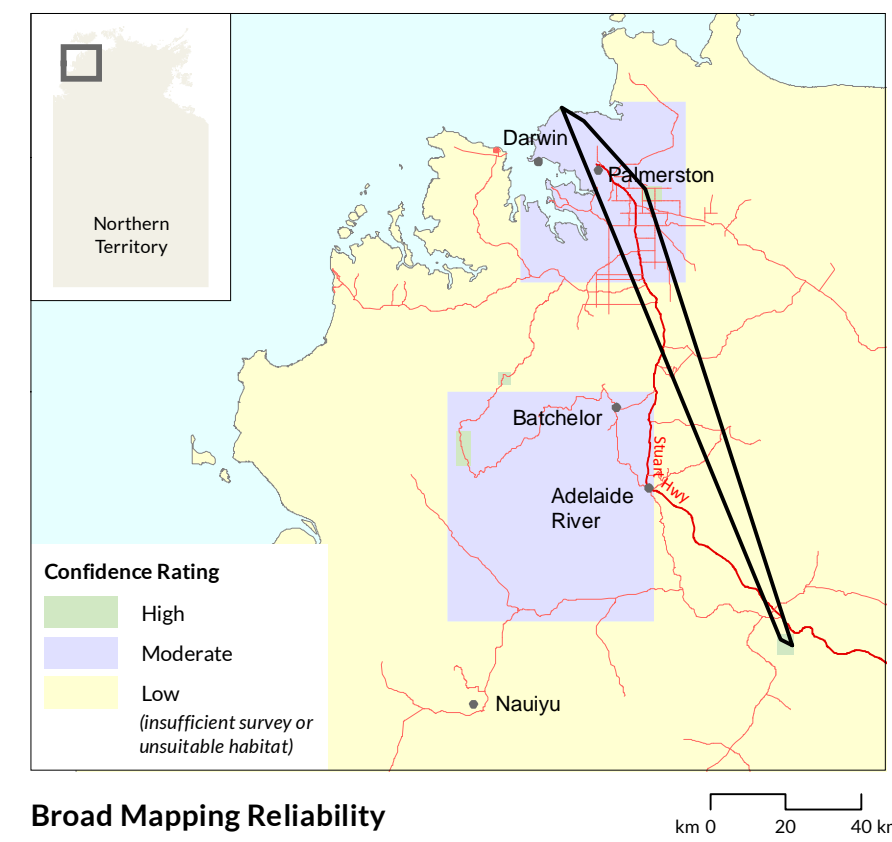 Northern
Territory
Darwin
Palmerston
Batchelor
Stuart Hwy
Adelaide
River
Nauiyu
Confidence Rating
High
Moderate
Low
(insufficient survey or
unsuitable habitat)
Broad Mapping Reliability
km 0 20 40 km